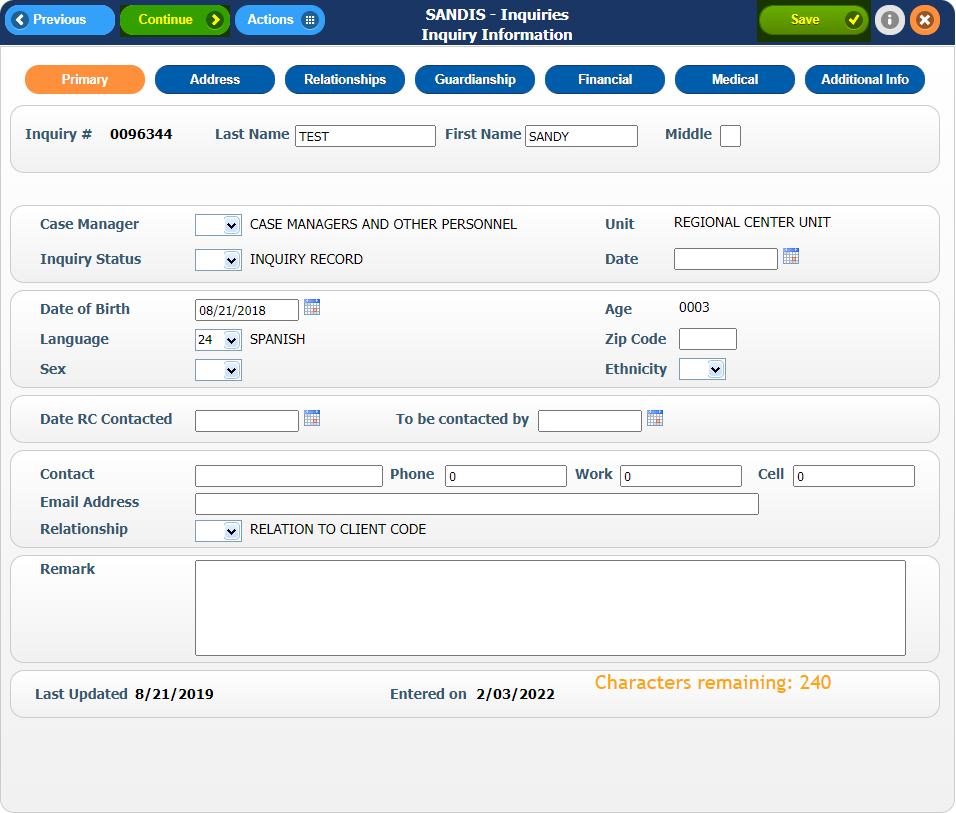 Previous Continue Actions SANDIS - Inquiries Save
Inquiry Information
Primary Address Relationships Guardianship Financial Medical Additional Info
Inquiry # 0096344 Last Name TEST First Name SANDY Middle
Case Manager CASE MANAGERS AND OTHER PERSONNEL Unit REGIONAL CENTER UNIT
Inquiry Status INQUIRY RECORD Date
Date of Birth 08/21/2018 Age 0003
Language 24 SPANISH Zip Code
Sex Ethnicity
Date RC Contacted To be contacted by
Contact Phone 0 Work 0 Cell 0
Email Address
Relationship RELATION TO CLIENT CODE
Remark
Characters remaining: 240
Last Updated 8/21/2019 Entered on 2/03/2022